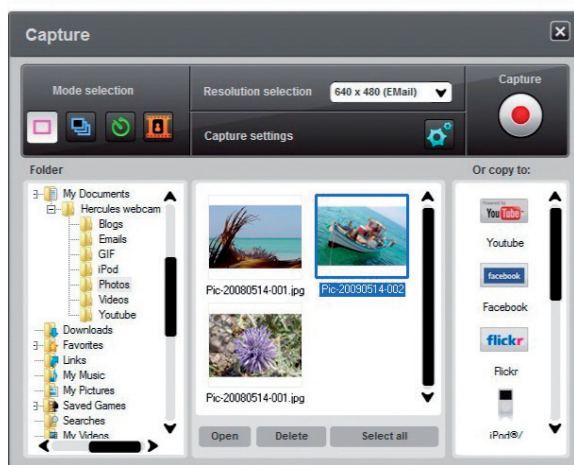 Capture
Mode selection
Resolution selection
640 x 480 (EMail)
Capture settings
Capture
Folder
My Documents
Hercules webcam
Blogs
Emails
GIF
iPod
Photos
Videos
Youtube
Downloads
Favorites
Links
My Music
My Pictures
Saved Games
Searches
My Videos
Pic-20080514-001.jpg
Pic-20090514-002
Pic-20080514-001.jpg
Open
Delete
Select all
Or copy to:
Powered by
YouTube
Youtube
facebook
Facebook
flickr
Flickr
iPod®/